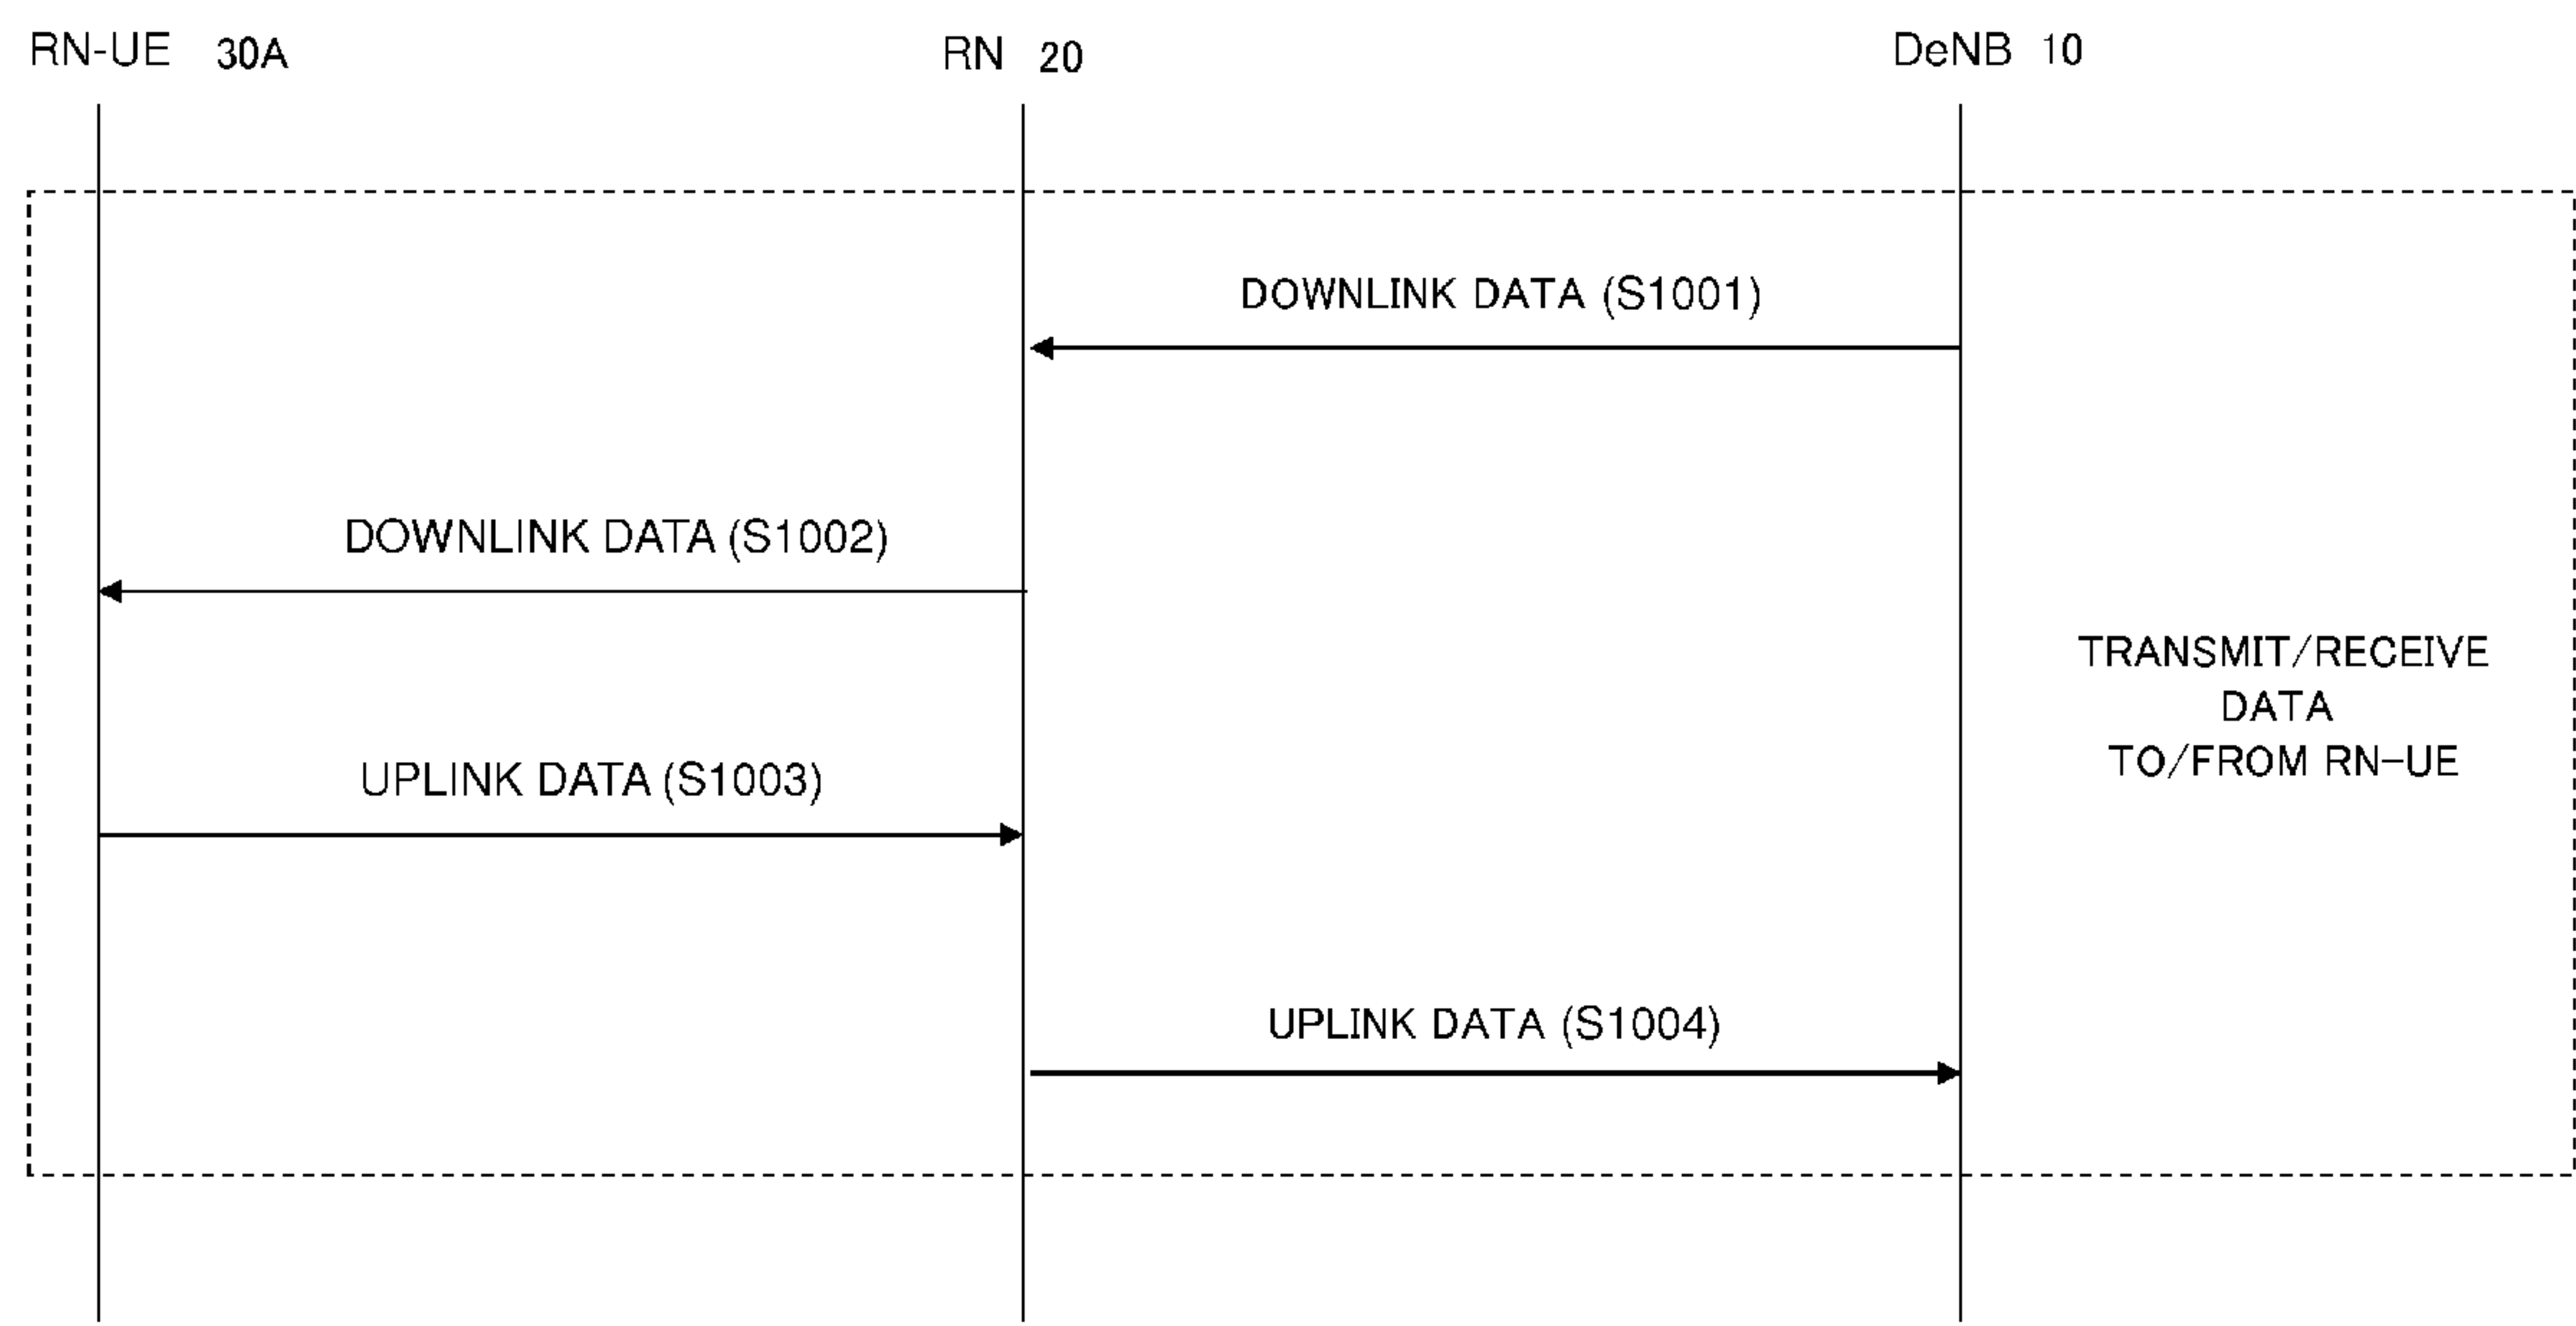 RN-UE 30A
RN 20
DeNB 10
DOWNLINK DATA (S1001)
DOWNLINK DATA (S1002)
TRANSMIT/RECEIVE
DATA
TO/FROM RN-UE
UPLINK DATA (S1003)
UPLINK DATA (S1004)